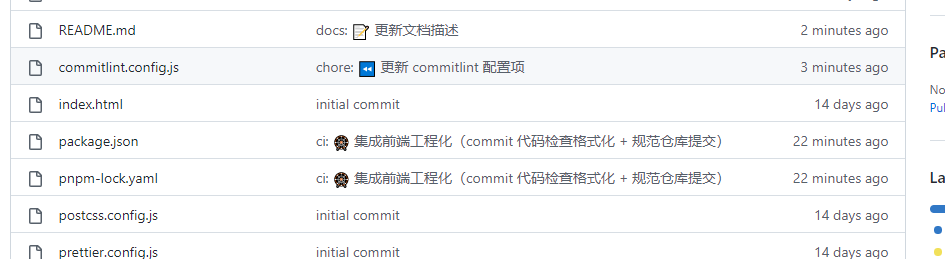 README.md docs: 📝 更新文档描述 2 minutes ago
commitlint.config.js chore: ⏪ 更新 commitlint 配置项 3 minutes ago
index.html initial commit 14 days ago
package.json ci: 🎡 集成前端工程化（commit 代码检查格式化 + 规范仓库提交） 22 minutes ago
pnpm-lock.yaml ci: 🎡 集成前端工程化（commit 代码检查格式化 + 规范仓库提交） 22 minutes ago
postcss.config.js initial commit 14 days ago
prettier.config.js initial commit 14 days ago
Pa
No
Pul
La